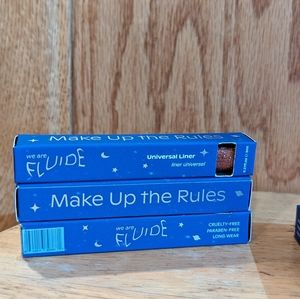 Make Up the Rules
we are
FLUIDE
Universal Liner
liner universel
Make Up the Rules
we are
FLUIDE
CRUELTY-FREE
PARABEN-FREE
LONG WEAR